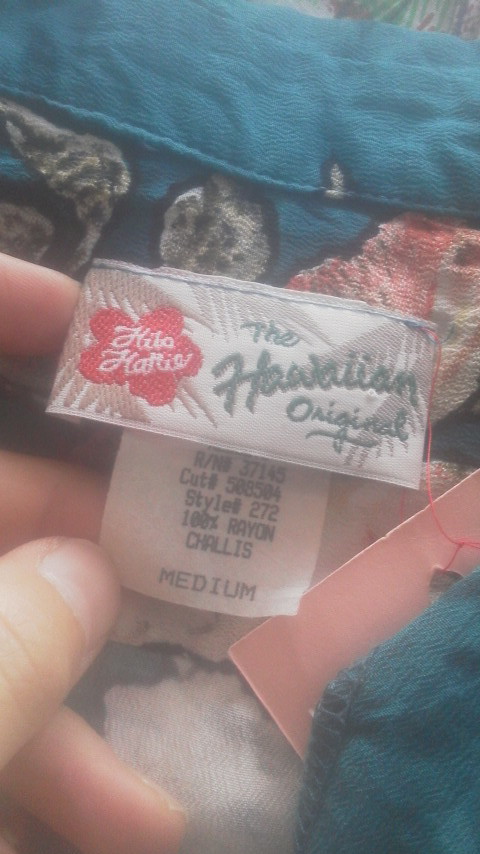 Hilo
Hattie
The
Hawaiian
Original
R/N# 37145
Cut# 508504
Style# 272
100% RAYON
CHALLIS
MEDIUM